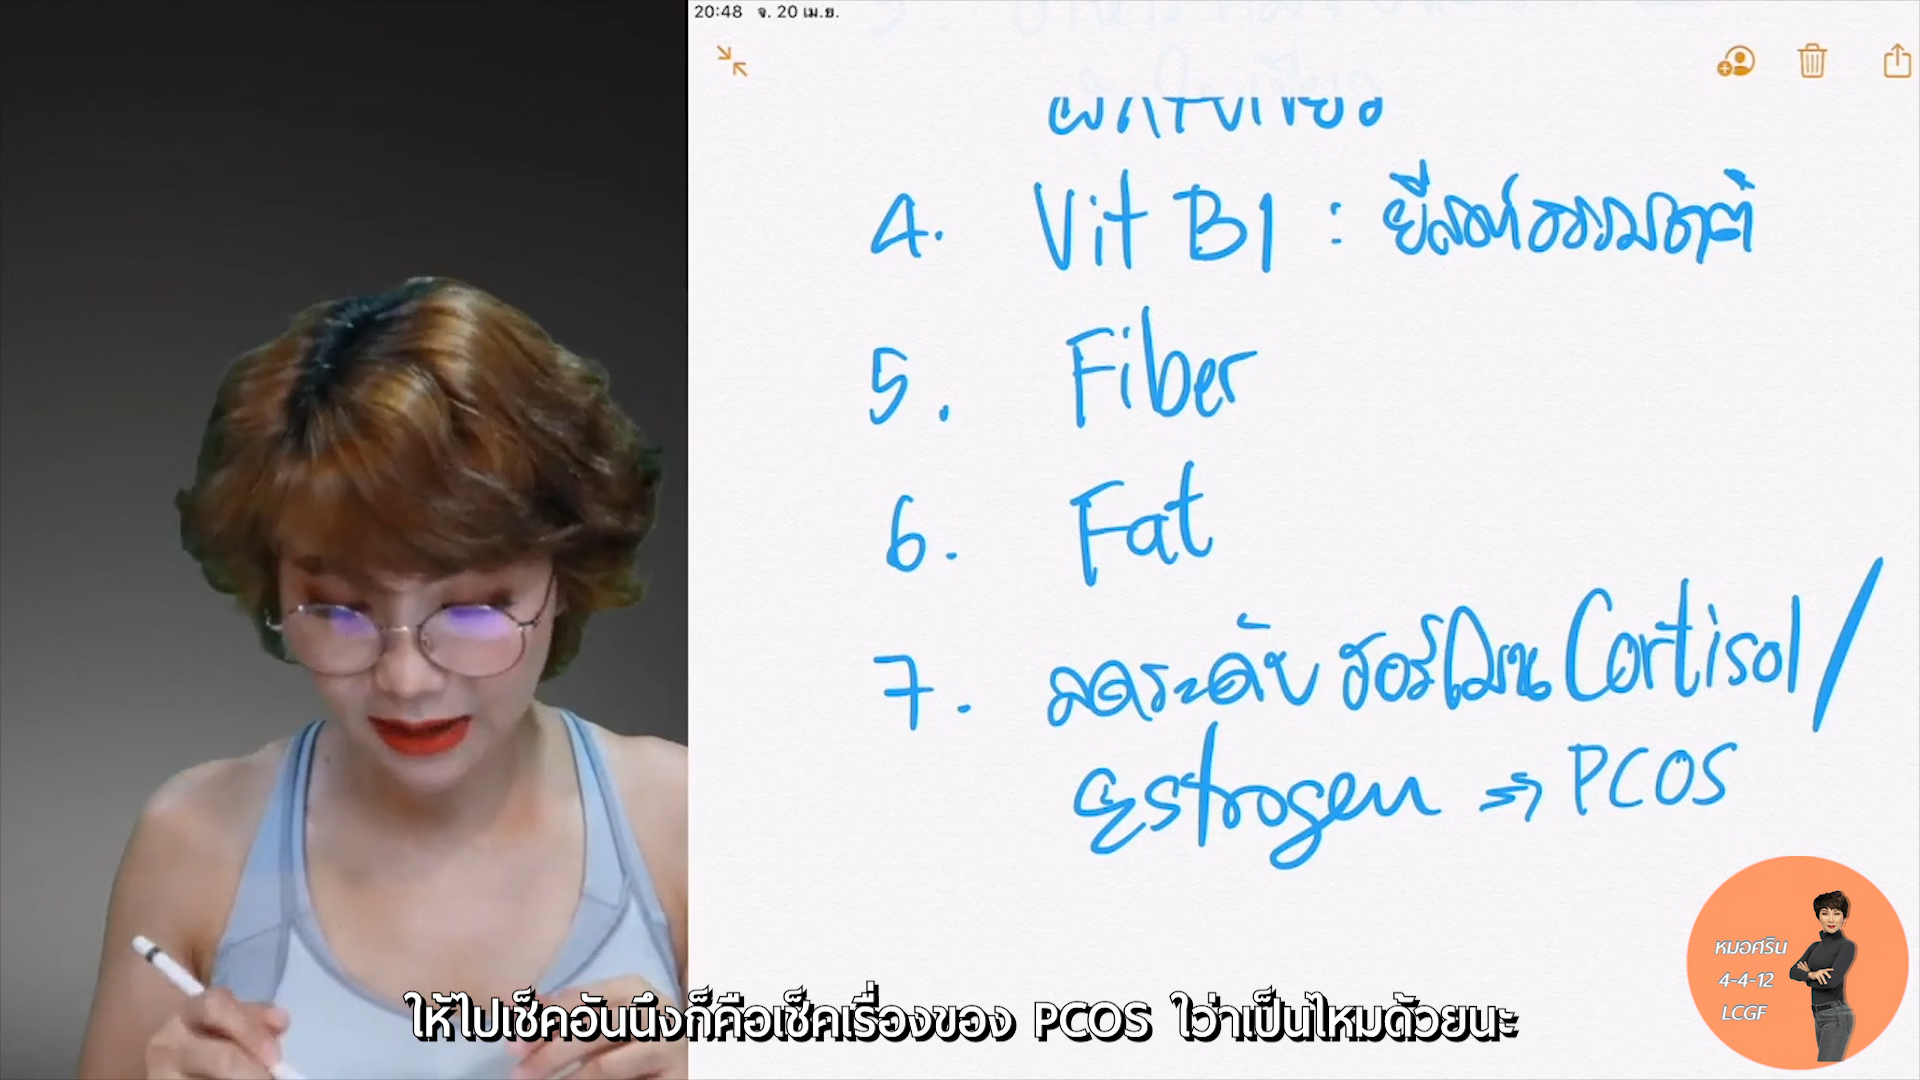 20:48 จ. 20 เม.ย.
4. Vit B1 : ยีสต์ธรรมชาติ
5. Fiber
6. Fat
7. ลดระดับ ฮอร์โมน Cortisol /
Estrogen ⇒ PCOS
หมอศริน
4-4-12
LCGF
ให้ไปเช็คอันนึงก็คือเช็คเรื่องของ PCOS ใว่าเป็นไหมด้วยนะ